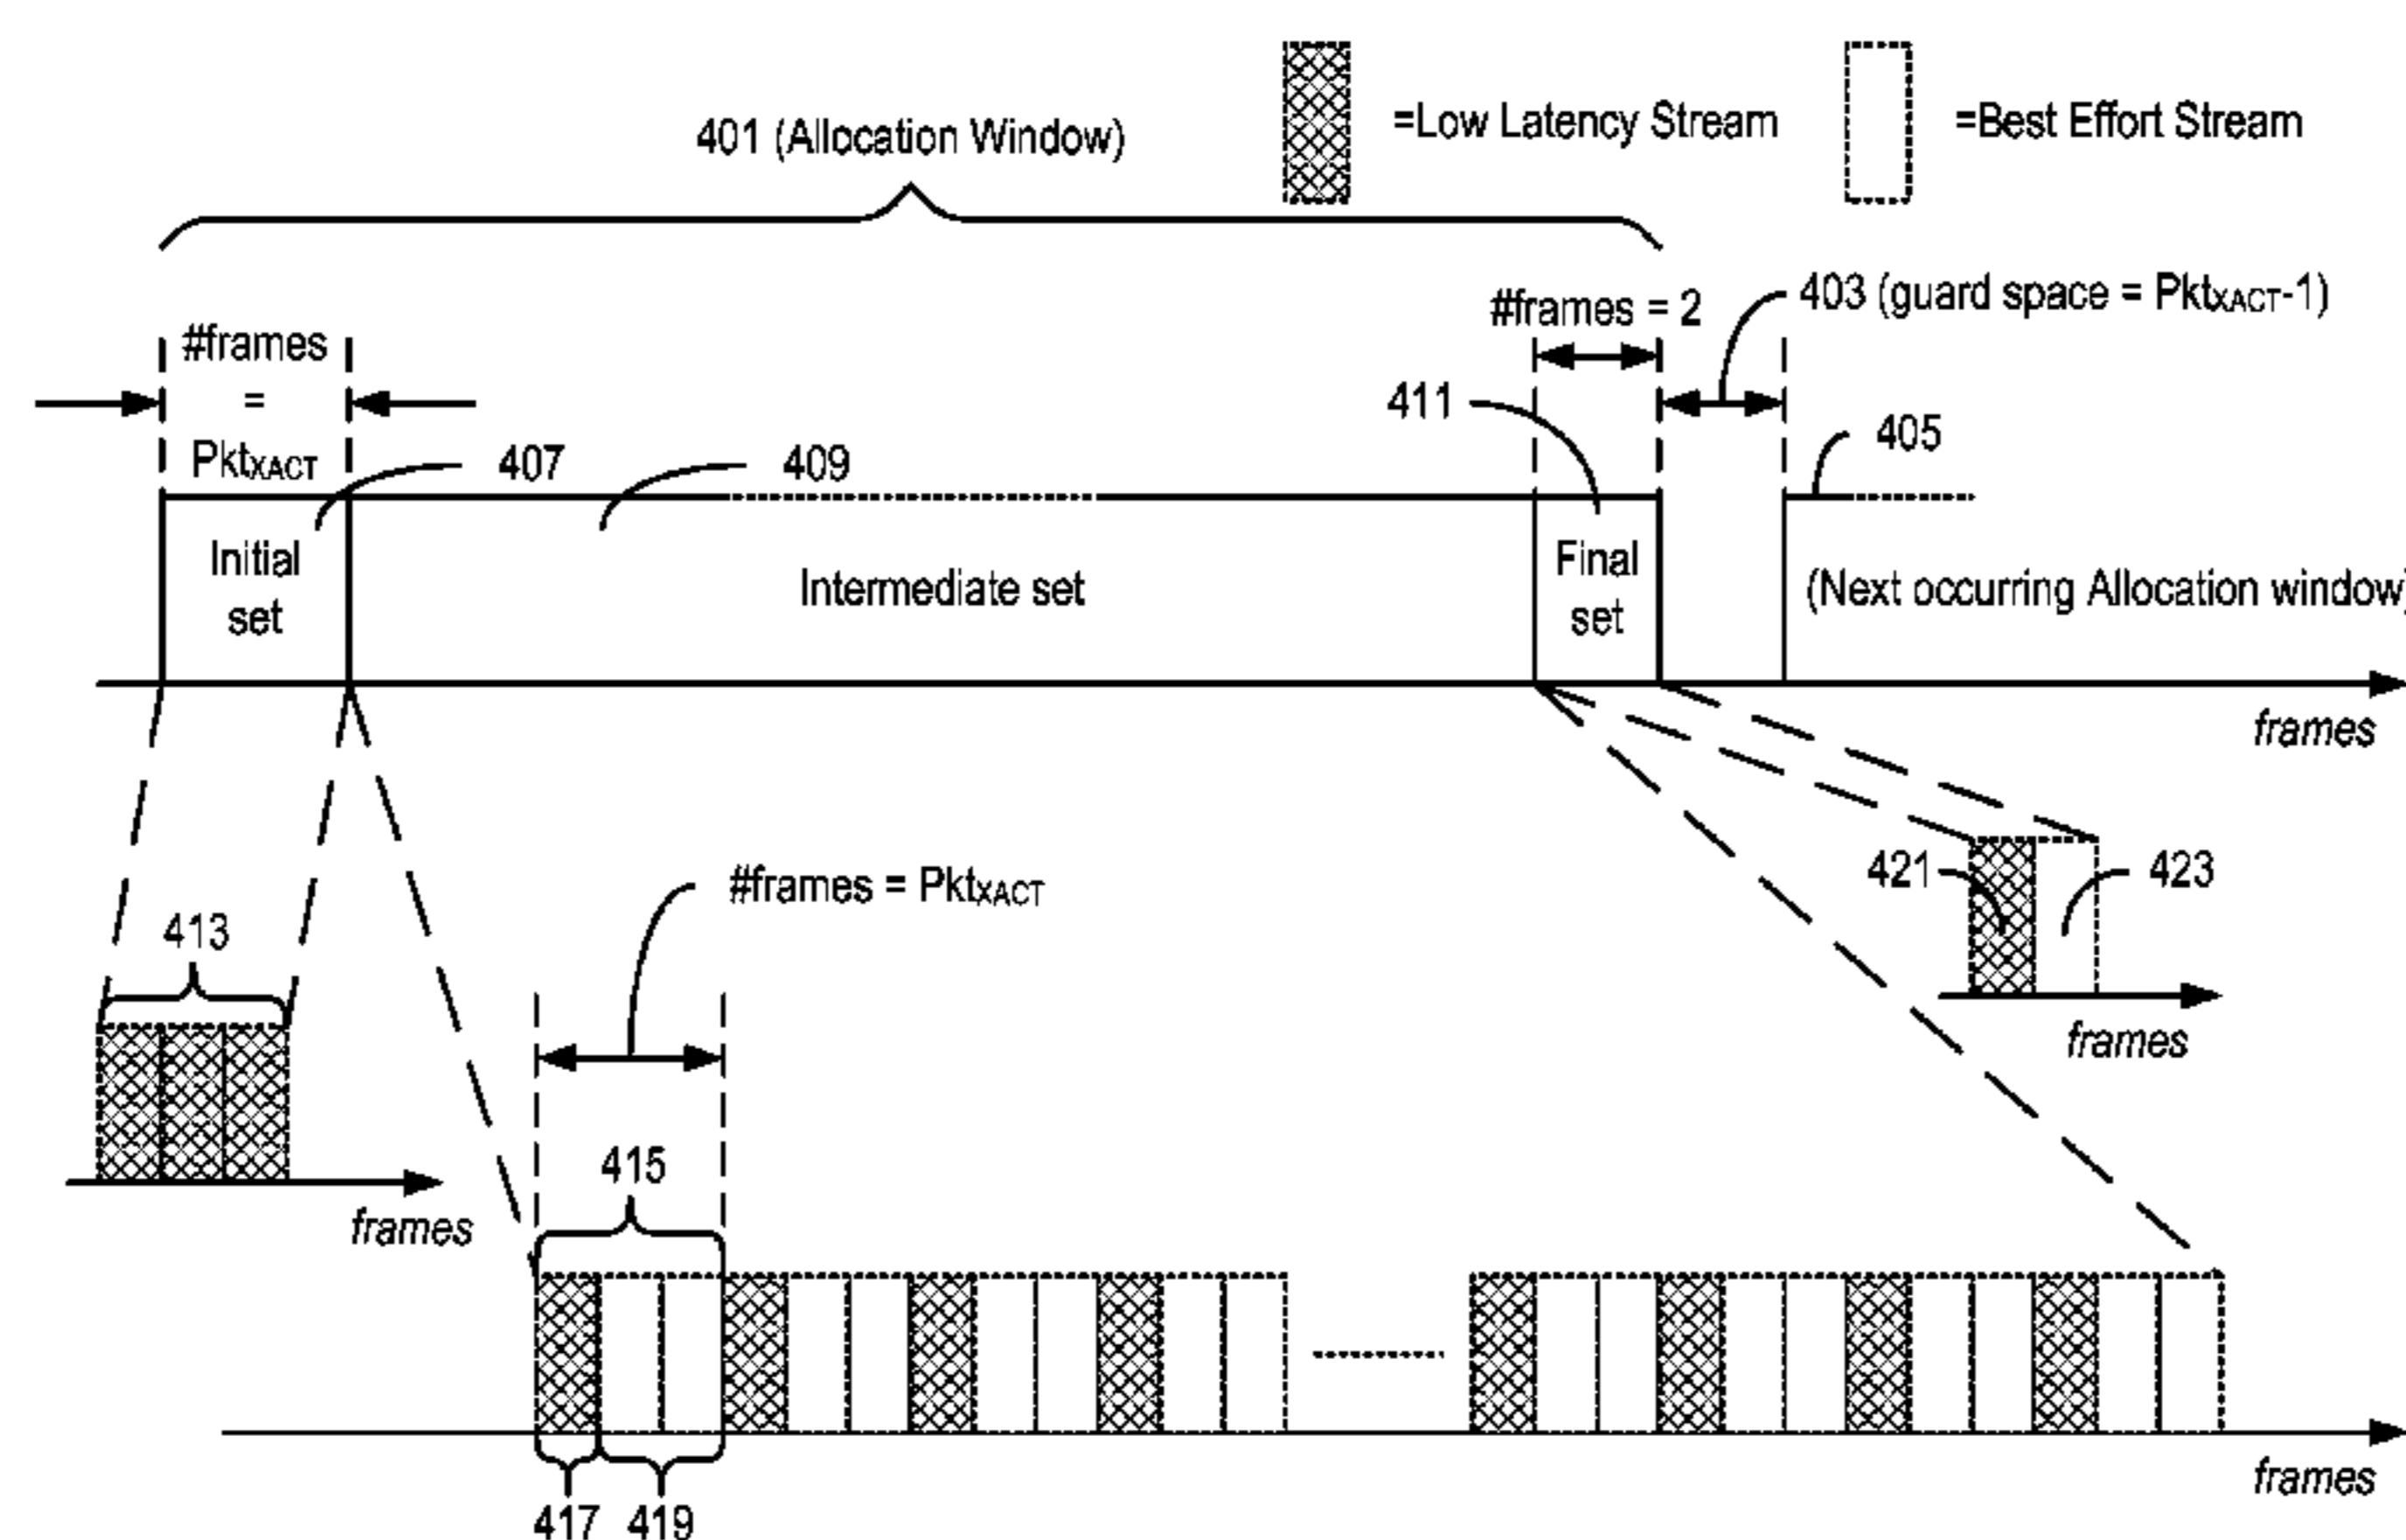 401 (Allocation Window)
=Low Latency Stream
=Best Effort Stream
#frames
=
PktXACT
#frames = 2
403 (guard space = PktXACT-1)
407
409
411
405
Initial
set
Intermediate set
Final
set
(Next occurring Allocation window)
frames
413
#frames = PktXACT
421
423
frames
frames
415
417
419
frames